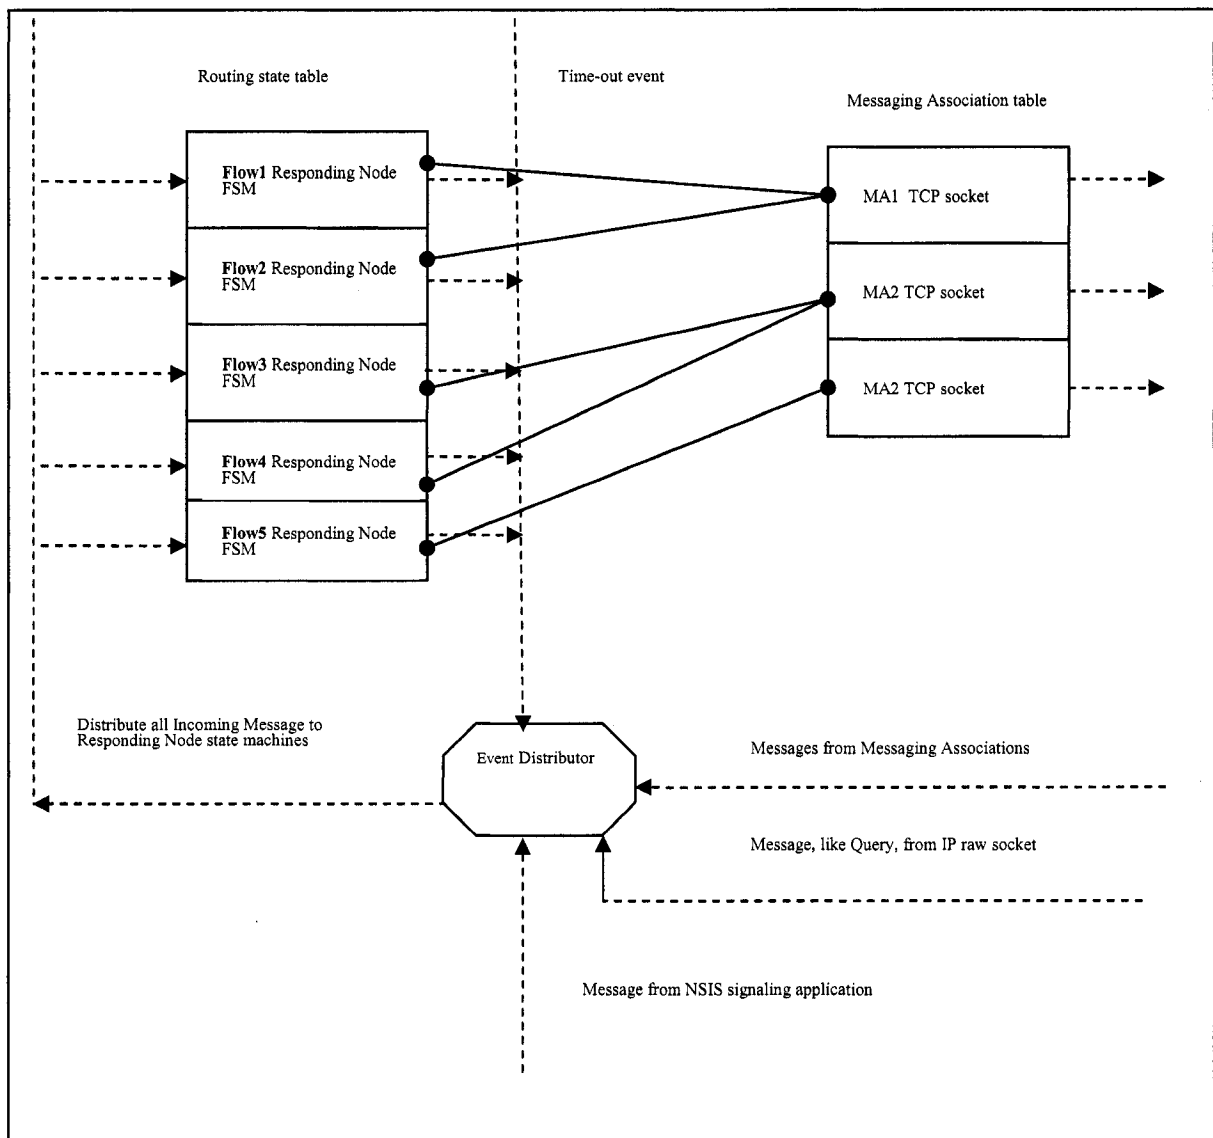 Routing state table
Time-out event
Messaging Association table
Flow1 Responding Node
FSM
Flow2 Responding Node
FSM
Flow3 Responding Node
FSM
Flow4 Responding Node
FSM
Flow5 Responding Node
FSM
MA1 TCP socket
MA2 TCP socket
MA2 TCP socket
Distribute all Incoming Message to
Responding Node state machines
Event Distributor
Messages from Messaging Associations
Message, like Query, from IP raw socket
Message from NSIS signaling application